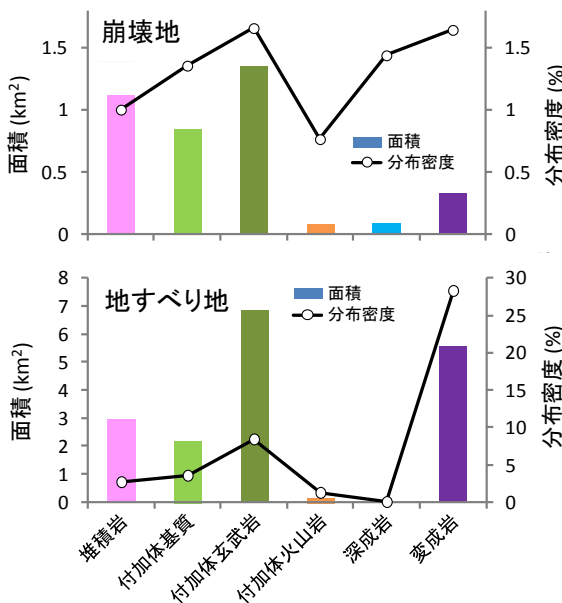 崩壊地
1.5
1
0.5
0
面積 (km²)
1.5
1
0.5
0
分布密度 (%)
面積
分布密度
地すべり地
8
7
6
5
4
3
2
1
0
面積 (km²)
30
25
20
15
10
5
0
分布密度 (%)
面積
分布密度
堆積岩
付加体基質
付加体玄武岩
付加体火山岩
深成岩
変成岩